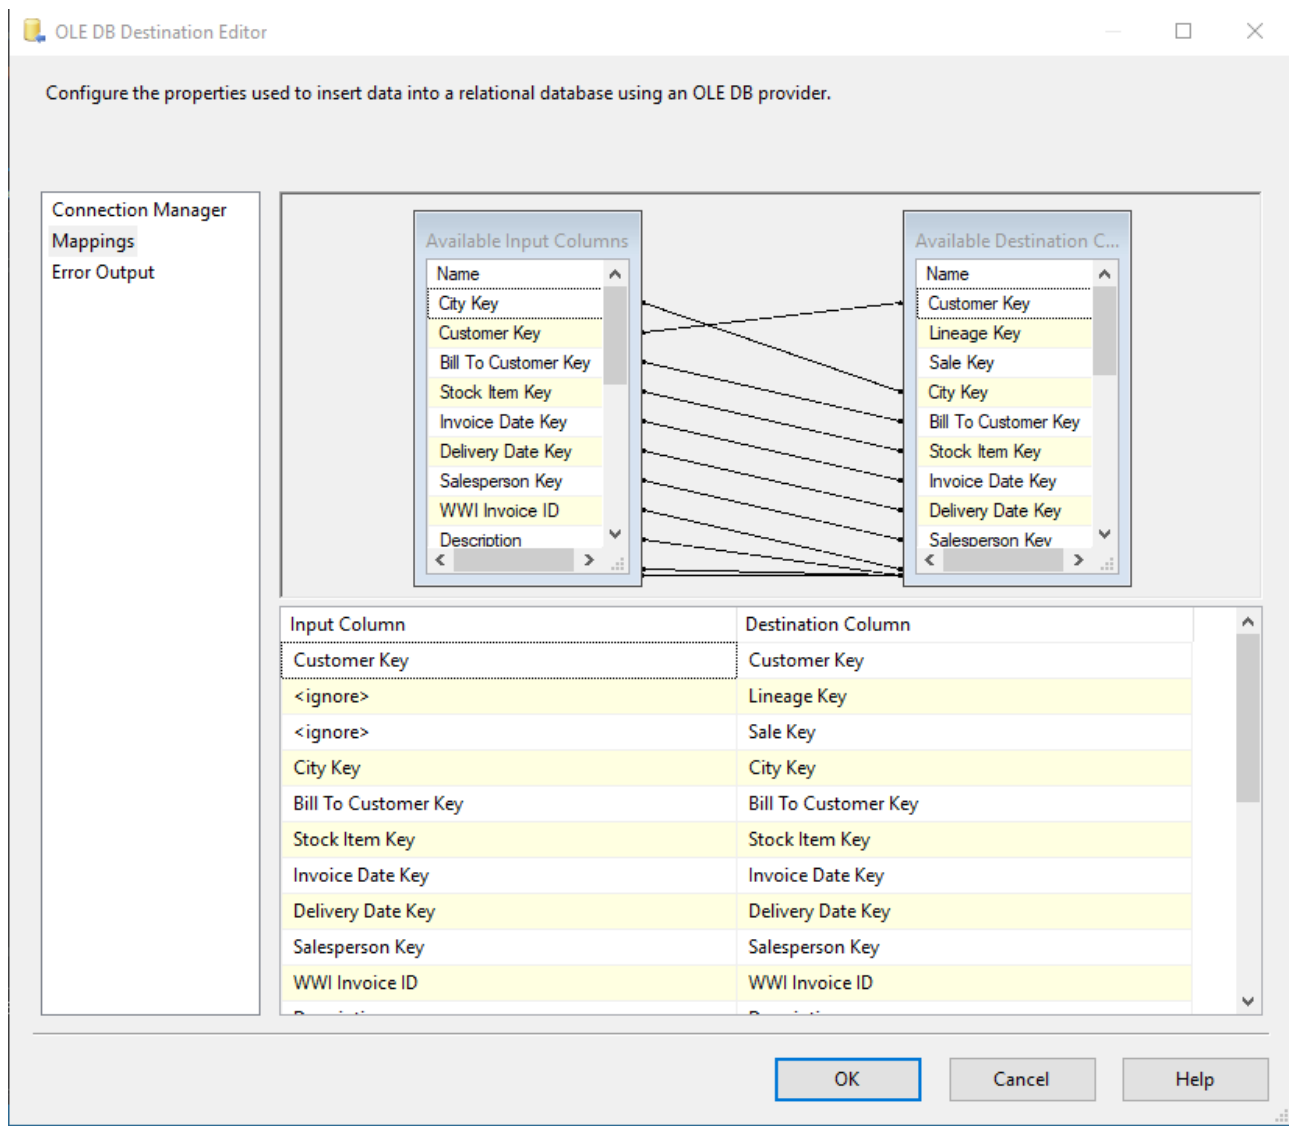 OLE DB Destination Editor
Configure the properties used to insert data into a relational database using an OLE DB provider.
Connection Manager
Mappings
Error Output
Available Input Columns
Name
City Key
Customer Key
Bill To Customer Key
Stock Item Key
Invoice Date Key
Delivery Date Key
Salesperson Key
WWI Invoice ID
Description
Available Destination C...
Name
Customer Key
Lineage Key
Sale Key
City Key
Bill To Customer Key
Stock Item Key
Invoice Date Key
Delivery Date Key
Salesperson Key
Input Column Destination Column
Customer Key Customer Key
<ignore> Lineage Key
<ignore> Sale Key
City Key City Key
Bill To Customer Key Bill To Customer Key
Stock Item Key Stock Item Key
Invoice Date Key Invoice Date Key
Delivery Date Key Delivery Date Key
Salesperson Key Salesperson Key
WWI Invoice ID WWI Invoice ID
OK Cancel Help